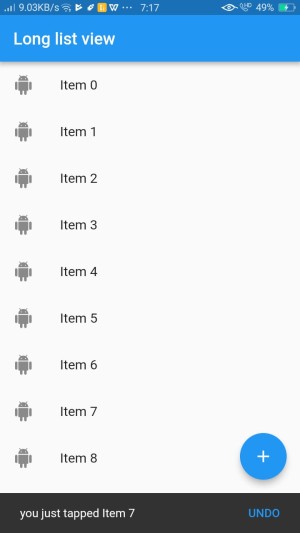 9.03KB/s 7:17 49%
Long list view
Item 0
Item 1
Item 2
Item 3
Item 4
Item 5
Item 6
Item 7
Item 8
you just tapped Item 7 UNDO